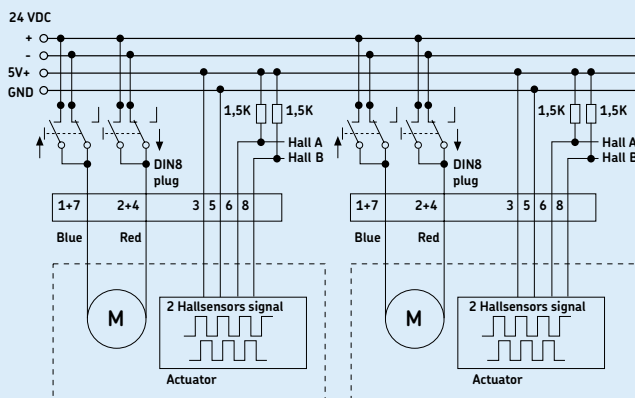 24 VDC
+
-
5V+
GND
1,5K 1,5K
Hall A
Hall B
DIN8
plug
1+7 2+4 3 5 6 8
Blue Red
M
2 Hallsensors signal
Actuator
1,5K 1,5K
Hall A
Hall B
DIN8
plug
1+7 2+4 3 5 6 8
Blue Red
M
2 Hallsensors signal
Actuator